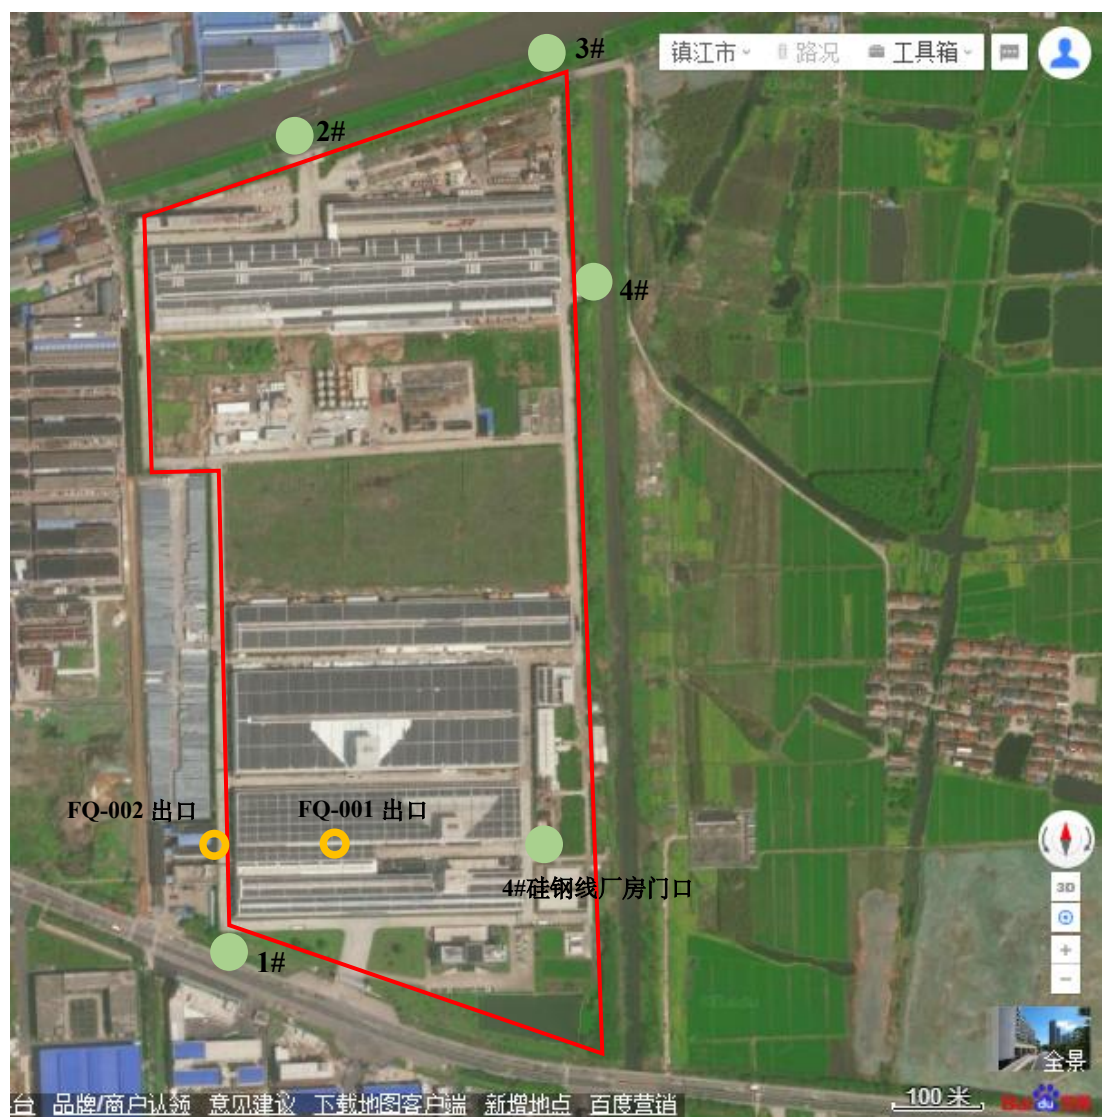 3#
镇江市
路况
工具箱
2#
4#
FQ-002 出口
FQ-001 出口
4#硅钢线厂房门口
3D
1#
全景
100 米
台 品牌/商户认领 意见建议 下载地图客户端 新增地点 百度营销
du